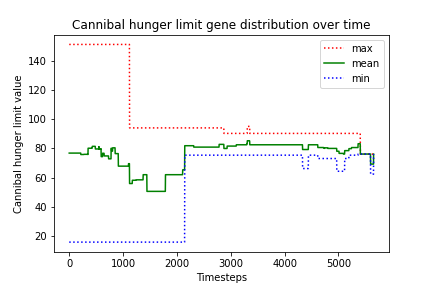 Cannibal hunger limit gene distribution over time
max
mean
min
Cannibal hunger limit value
140
120
100
80
60
40
20
0
1000
2000
3000
4000
5000
Timesteps